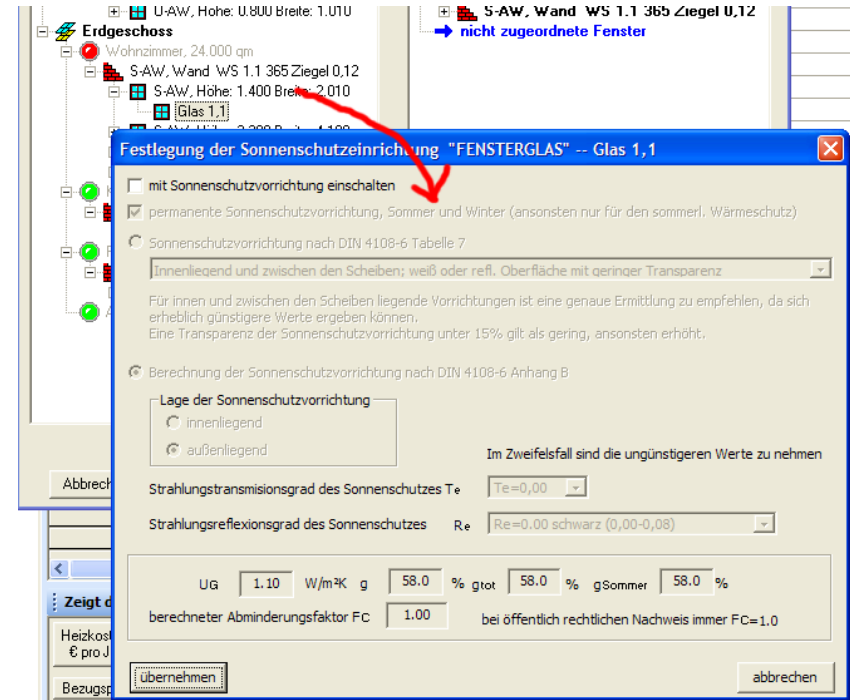 U-AW, Höhe: 0.800 Breite: 1.010
S-AW, Wand WS 1.1 365 Ziegel 0,12
Erdgeschoss
nicht zugeordnete Fenster
Wohnzimmer, 24.000 qm
S-AW, Wand WS 1.1 365 Ziegel 0,12
S-AW, Höhe: 1.400 Breite: 2.010
Glas 1,1
Festlegung der Sonnenschutzeinrichtung "FENSTERGLAS" -- Glas 1,1
mit Sonnenschutzvorrichtung einschalten
permanente Sonnenschutzvorrichtung, Sommer und Winter (ansonsten nur für den sommerl. Wärmeschutz)
Sonnenschutzvorrichtung nach DIN 4108-6 Tabelle 7
Innenliegend und zwischen den Scheiben; weiß oder refl. Oberfläche mit geringer Transparenz
Für innen und zwischen den Scheiben liegende Vorrichtungen ist eine genaue Ermittlung zu empfehlen, da sich
erheblich günstigere Werte ergeben können.
Eine Transparenz der Sonnenschutzvorrichtung unter 15% gilt als gering, ansonsten erhöht.
Berechnung der Sonnenschutzvorrichtung nach DIN 4108-6 Anhang B
Lage der Sonnenschutzvorrichtung
innenliegend
außenliegend
Im Zweifelsfall sind die ungünstigeren Werte zu nehmen
Abbrech
Strahlungstransmisionsgrad des Sonnenschutzes Te Te=0,00
Strahlungsreflexionsgrad des Sonnenschutzes Re Re=0.00 schwarz (0,00-0,08)
UG 1.10 W/m²K g 58.0 % gtot 58.0 % gSommer 58.0 %
Zeigt d
berechneter Abminderungsfaktor FC 1.00 bei öffentlich rechtlichen Nachweis immer FC=1.0
Heizkost
€ pro J
übernehmen abbrechen
Bezugsp